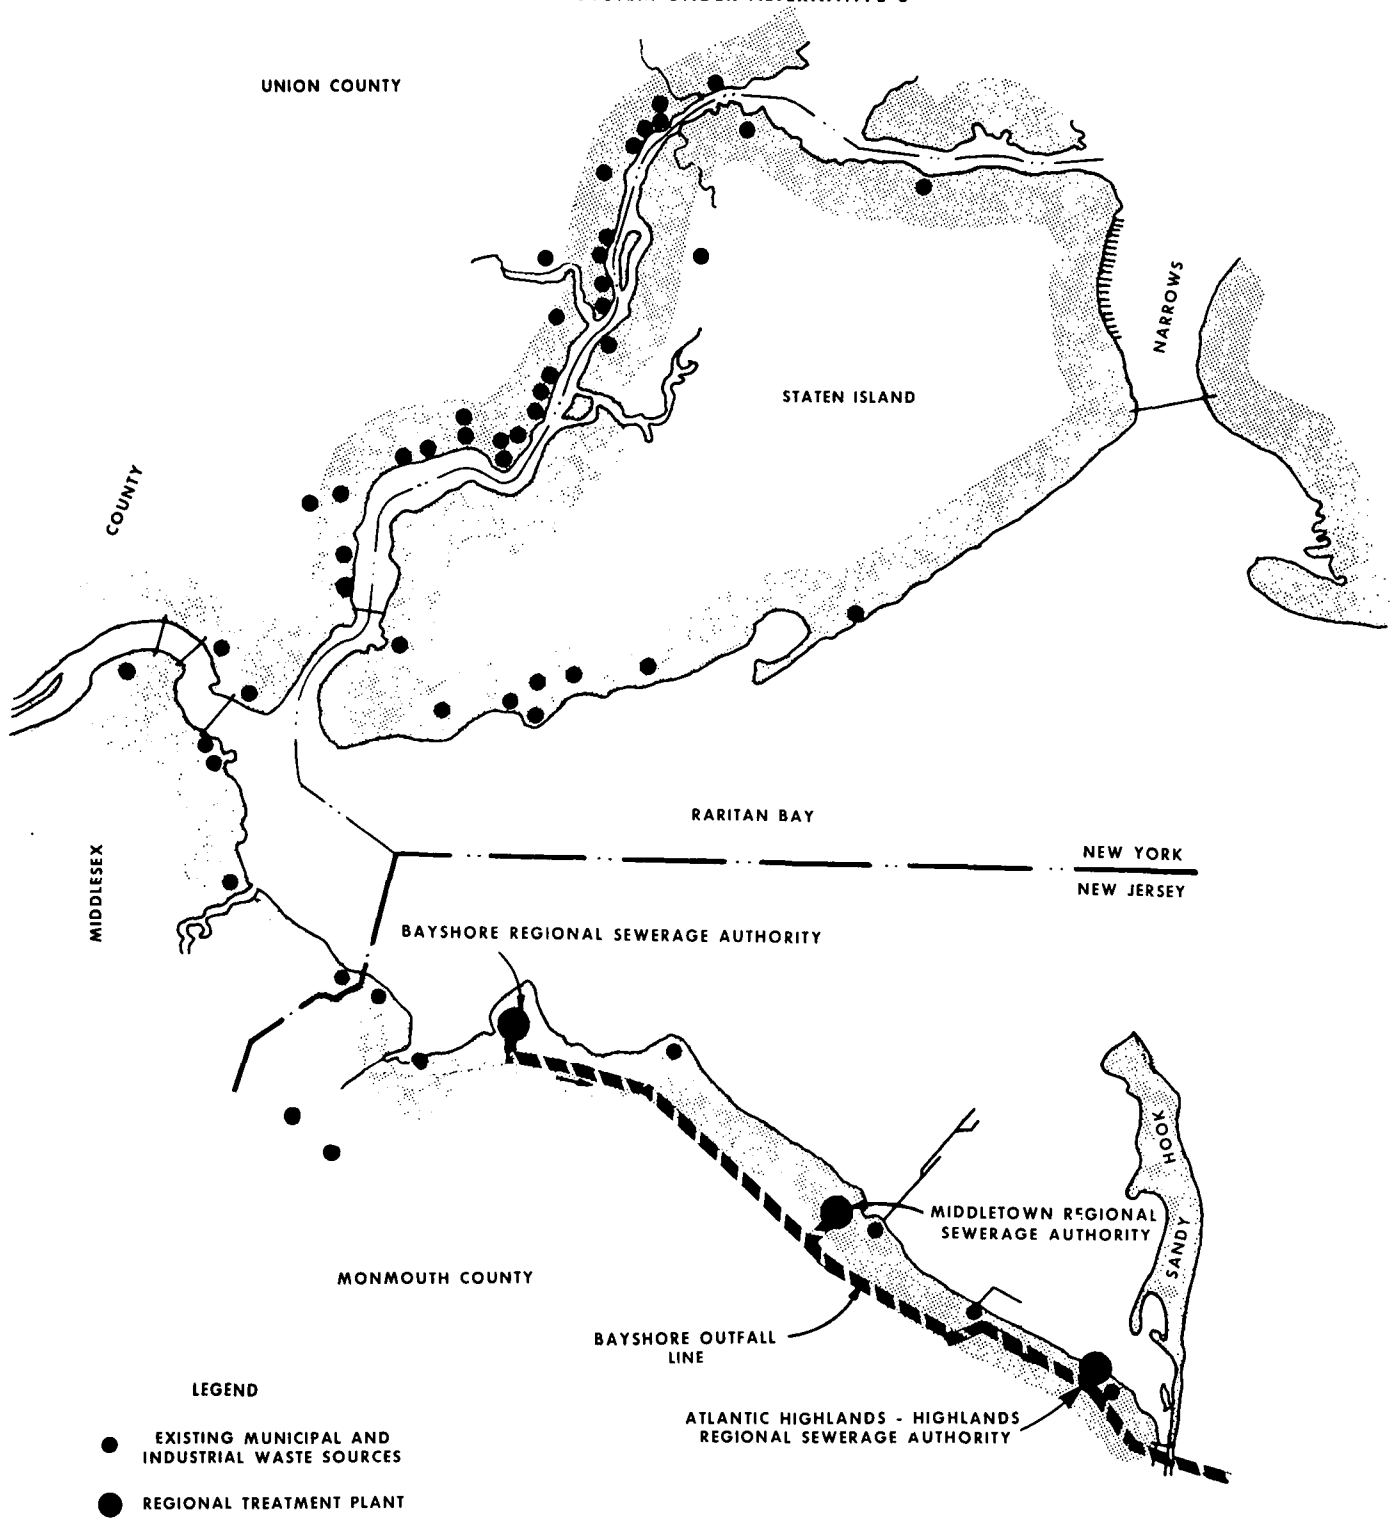 UNION COUNTY
NARROWS
STATEN ISLAND
COUNTY
RARITAN BAY
NEW YORK
NEW JERSEY
MIDDLESEX
BAYSHORE REGIONAL SEWERAGE AUTHORITY
HOOK
SANDY
MIDDLETOWN REGIONAL
SEWERAGE AUTHORITY
MONMOUTH COUNTY
BAYSHORE OUTFALL
LINE
LEGEND
ATLANTIC HIGHLANDS - HIGHLANDS
REGIONAL SEWERAGE AUTHORITY
EXISTING MUNICIPAL AND
INDUSTRIAL WASTE SOURCES
REGIONAL TREATMENT PLANT